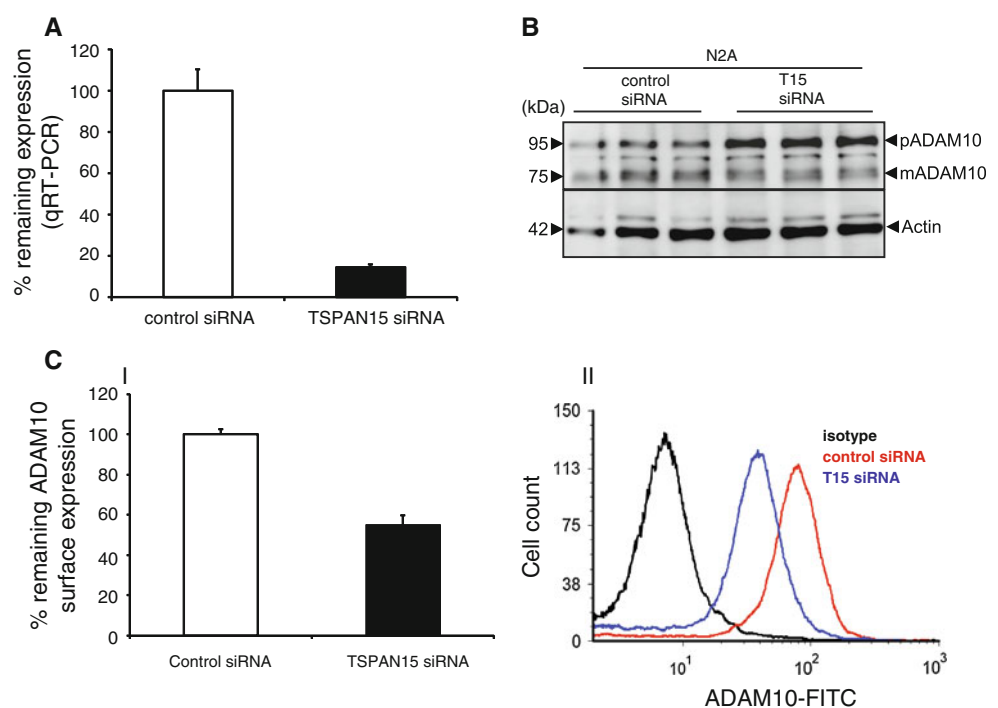 A
% remaining expression
(qRT-PCR)
120
100
80
60
40
20
0
control siRNA
TSPAN15 siRNA
B
N2A
control
siRNA
T15
siRNA
(kDa)
95
75
42
pADAM10
mADAM10
Actin
C
I
% remaining ADAM10
surface expression
120
100
80
60
40
20
0
Control siRNA
TSPAN15 siRNA
II
Cell count
150
113
75
38
0
isotype
control siRNA
T15 siRNA
10¹
10²
10³
ADAM10-FITC